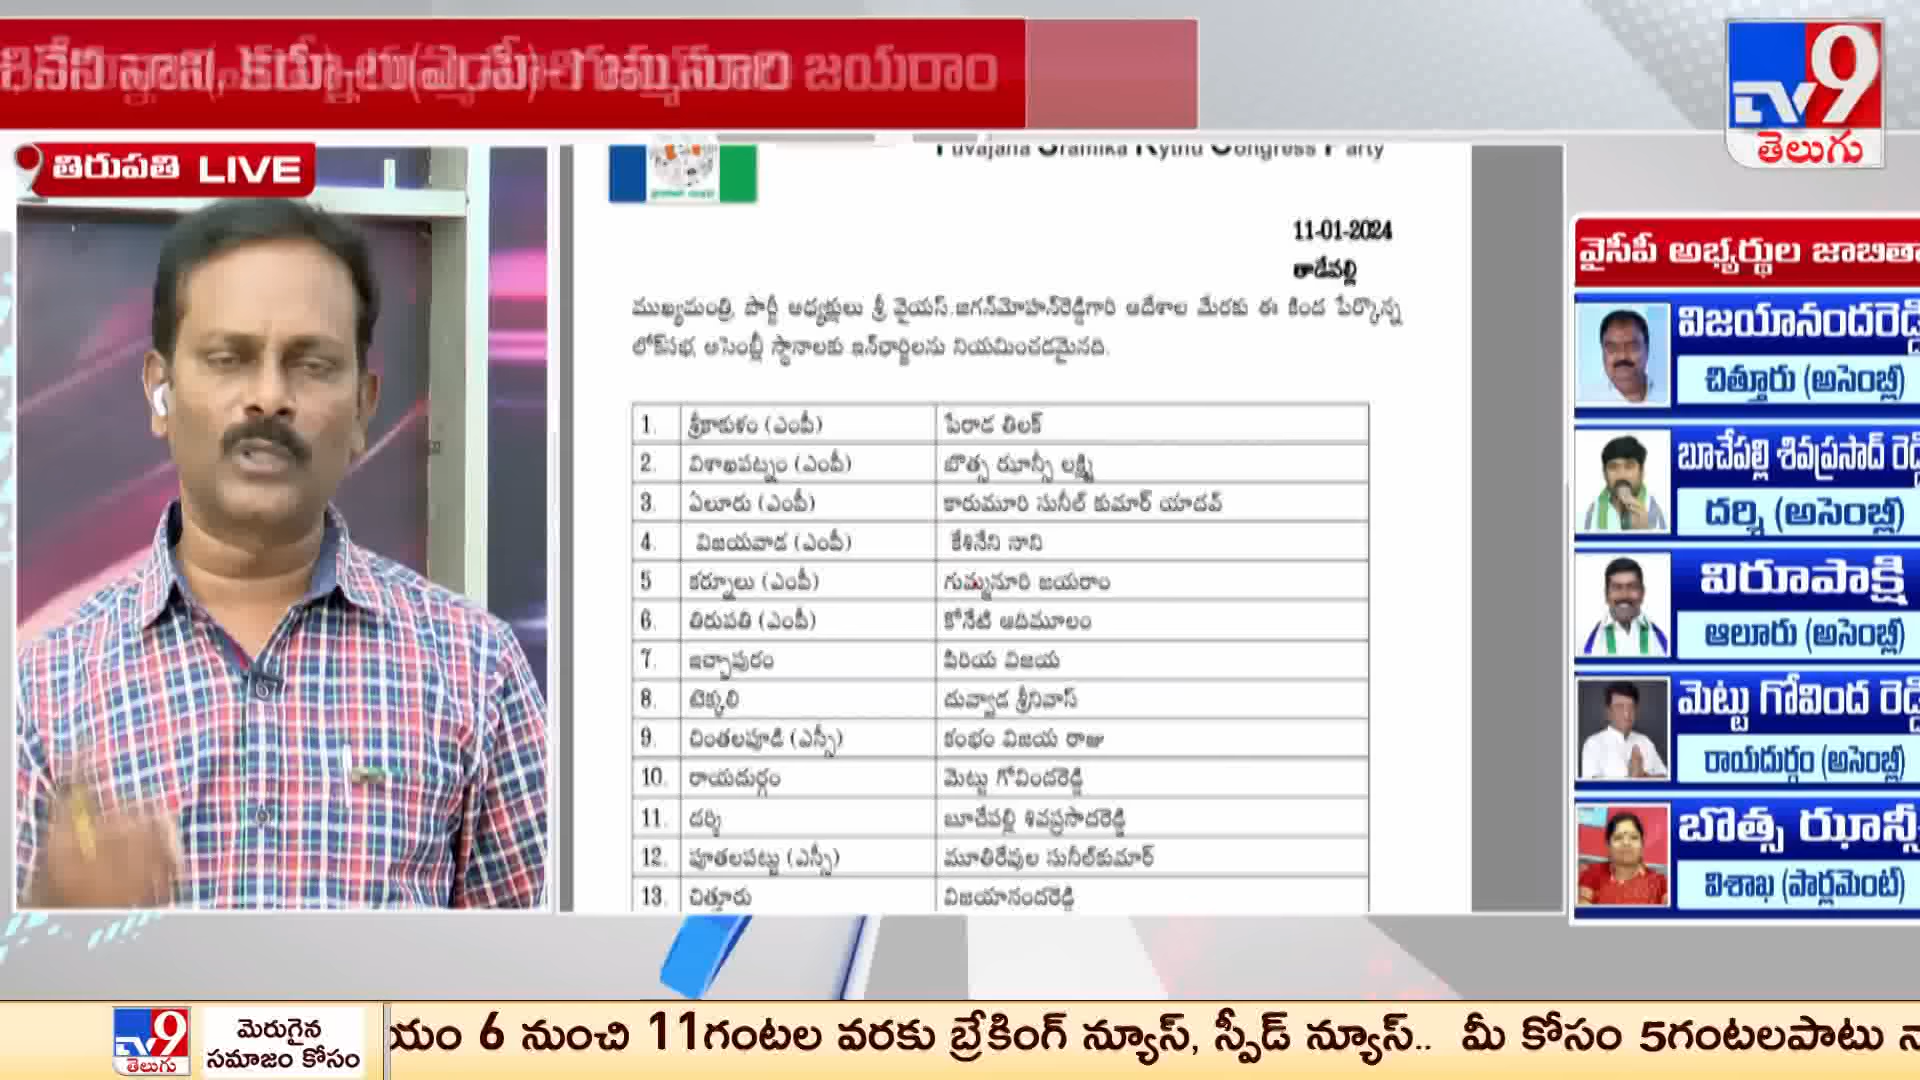 కర్నూలు(ఎంపీ)- గుమ్మనూరి జయరాం
TV9
తెలుగు
తిరుపతి LIVE
Yuvajana Sramika Rythu Congress Party
11-01-2024
తాడేపల్లి
ముఖ్యమంత్రి, పార్టీ అధ్యక్షులు శ్రీ వైయస్.జగన్‌మోహన్‌రెడ్డిగారి ఆదేశాల మేరకు ఈ కింద పేర్కొన్న
లోక్‌సభ, అసెంబ్లీ స్థానాలకు ఇన్‌ఛార్జిలను నియమించడమైనది.
1. శ్రీకాకుళం (ఎంపీ) పేరాడ తిలక్
2. విశాఖపట్నం (ఎంపీ) బొత్స ఝాన్సీ లక్ష్మి
3. ఏలూరు (ఎంపీ) కారుమూరి సునీల్ కుమార్ యాదవ్
4. విజయవాడ (ఎంపీ) కేశినేని నాని
5 కర్నూలు (ఎంపీ) గుమ్మనూరి జయరాం
6. తిరుపతి (ఎంపీ) కోనేటి ఆదిమూలం
7. ఇచ్చాపురం పిరియ విజయ
8. టెక్కలి దువ్వాడ శ్రీనివాస్
9. చింతలపూడి (ఎస్సీ) కంభం విజయ రాజు
10. రాయదుర్గం మెట్టు గోవిందరెడ్డి
11. దర్శి బూచేపల్లి శివప్రసాదరెడ్డి
12. పూతలపట్టు (ఎస్సీ) మూతిరేవుల సునీల్‌కుమార్
13. చిత్తూరు విజయానందరెడ్డి
వైసీపీ అభ్యర్థుల జాబితా
విజయానందరెడ్డి
చిత్తూరు (అసెంబ్లీ)
బూచేపల్లి శివప్రసాద్ రెడ్డి
దర్శి (అసెంబ్లీ)
విరూపాక్షి
ఆలూరు (అసెంబ్లీ)
మెట్టు గోవింద రెడ్డి
రాయదుర్గం (అసెంబ్లీ)
బొత్స ఝాన్సీ
విశాఖ (పార్లమెంట్)
TV9
తెలుగు
మెరుగైన
సమాజం కోసం
యం 6 నుంచి 11గంటల వరకు బ్రేకింగ్ న్యూస్, స్పీడ్ న్యూస్.. మీ కోసం 5గంటలపాటు